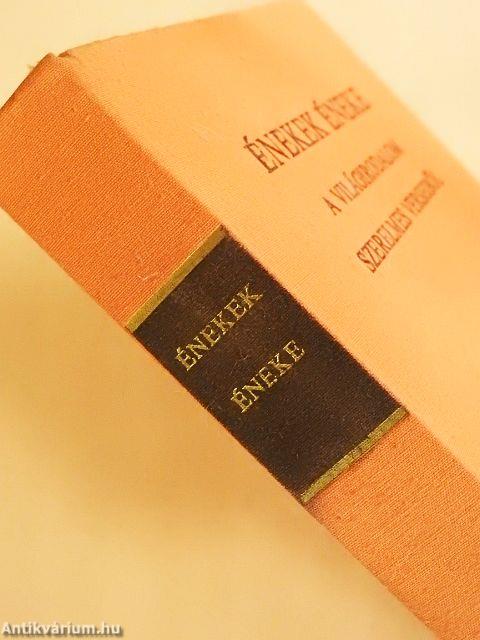 ÉNEKEK ÉNEKE
A VILÁGIRODALOM
SZERELMES VERSEIBŐL
ÉNEKEK
ÉNEKE
Antikvárium.hu